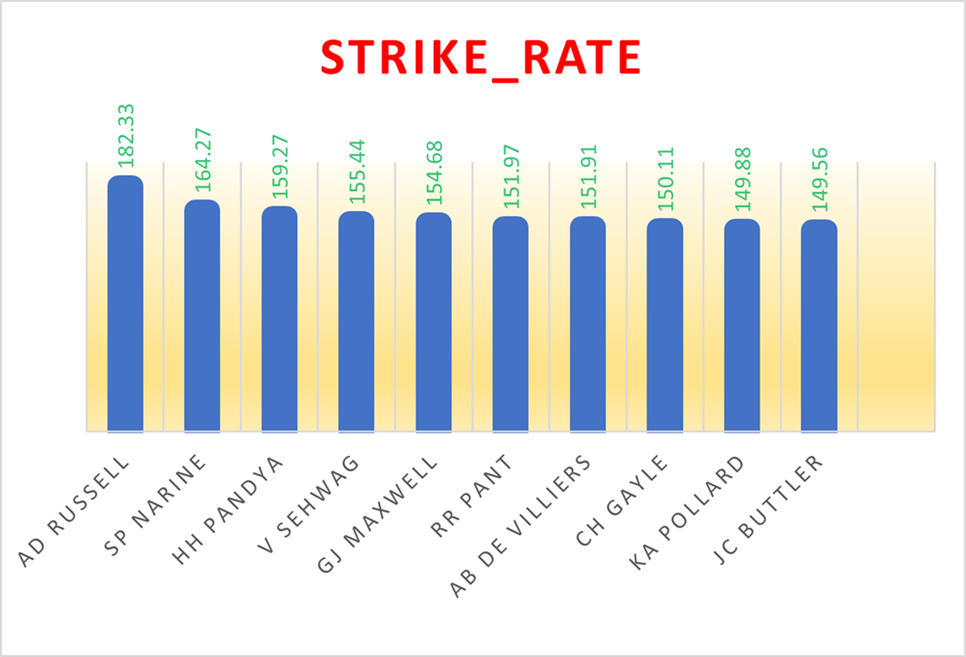 STRIKE_RATE
182.33
164.27
159.27
155.44
154.68
151.97
151.91
150.11
149.88
149.56
AD RUSSELL
SP NARINE
HH PANDYA
V SEHWAG
GJ MAXWELL
RR PANT
AB DE VILLIERS
CH GAYLE
KA POLLARD
JC BUTTLER